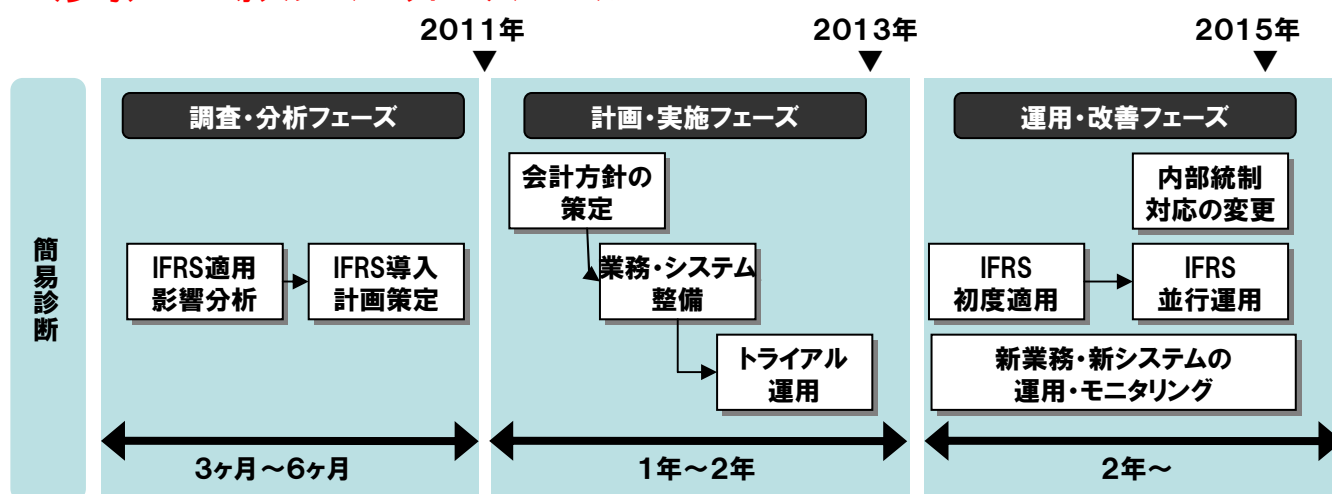 2011年
2013年
2015年
簡易診断
調査・分析フェーズ
IFRS適用
影響分析
IFRS導入
計画策定
3ヶ月～6ヶ月
計画・実施フェーズ
会計方針の
策定
業務・システム
整備
トライアル
運用
1年～2年
運用・改善フェーズ
内部統制
対応の変更
IFRS
初度適用
IFRS
並行運用
新業務・新システムの
運用・モニタリング
2年～